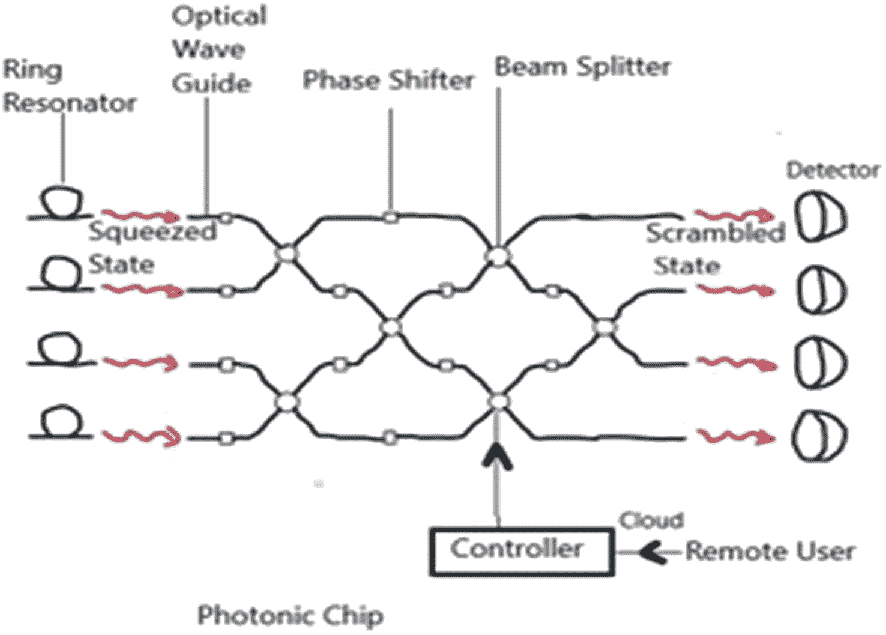 Optical
Wave
Guide
Ring
Resonator
Phase Shifter
Beam Splitter
Detector
Squeezed
State
Scrambled
State
Cloud
Controller
Remote User
Photonic Chip